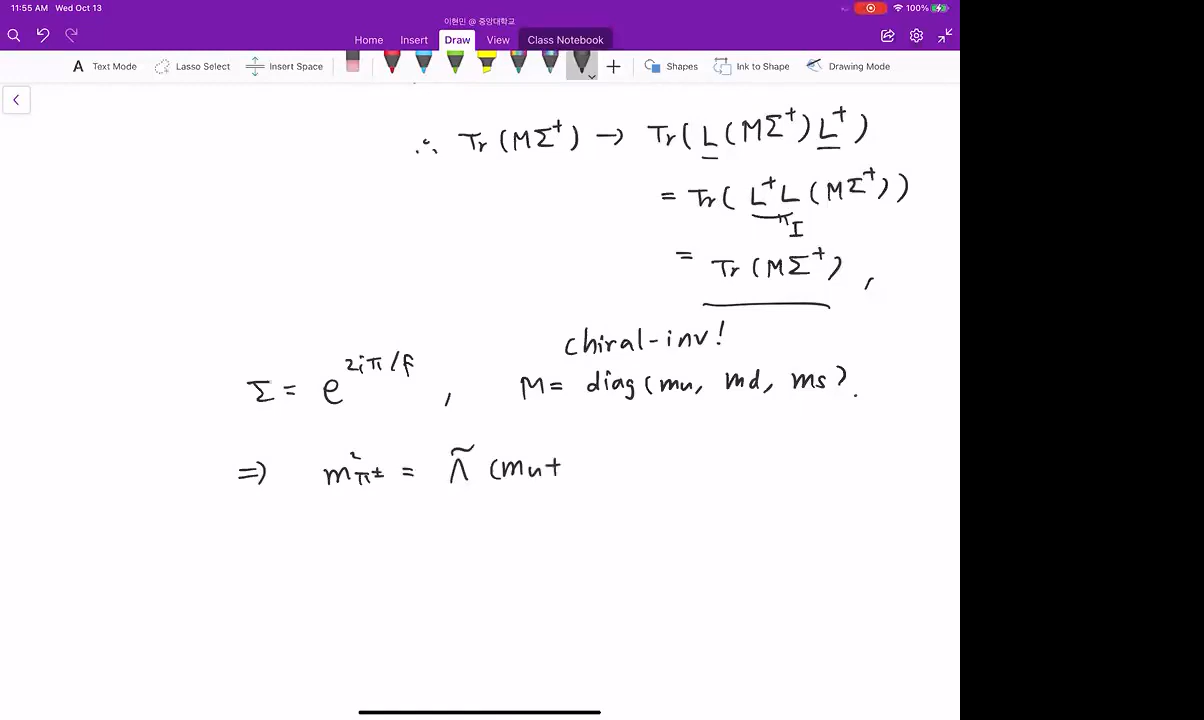 11:55 AM Wed Oct 13
100%
이현민 @ 중앙대학교
Home Insert Draw View Class Notebook
Text Mode Lasso Select Insert Space Shapes Ink to Shape Drawing Mode
∴ Tr(MΣ†) → Tr(L(MΣ†)L†)
= Tr(L†L(MΣ†))
I
= Tr(MΣ†),
chiral-inv!
Σ = e^{2iπ/f}, M = diag(mu, md, ms).
⇒ m²π± = Λ̃ (mu+